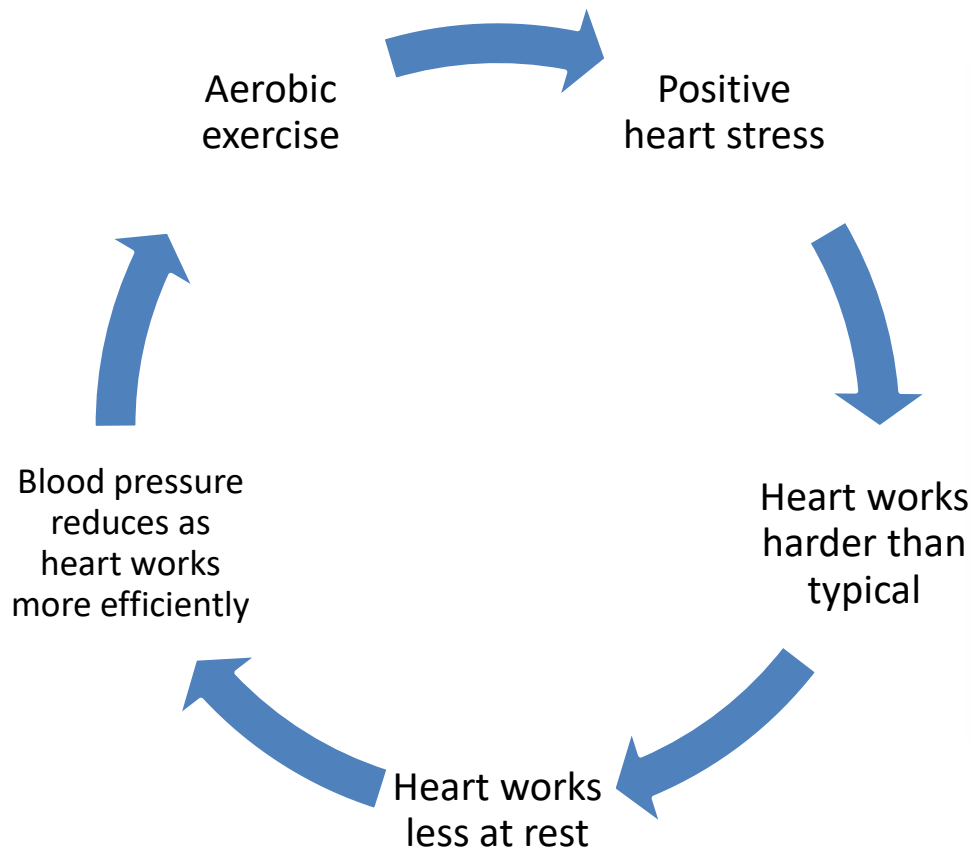 Aerobic
exercise
Positive
heart stress
Heart works
harder than
typical
Heart works
less at rest
Blood pressure
reduces as
heart works
more efficiently